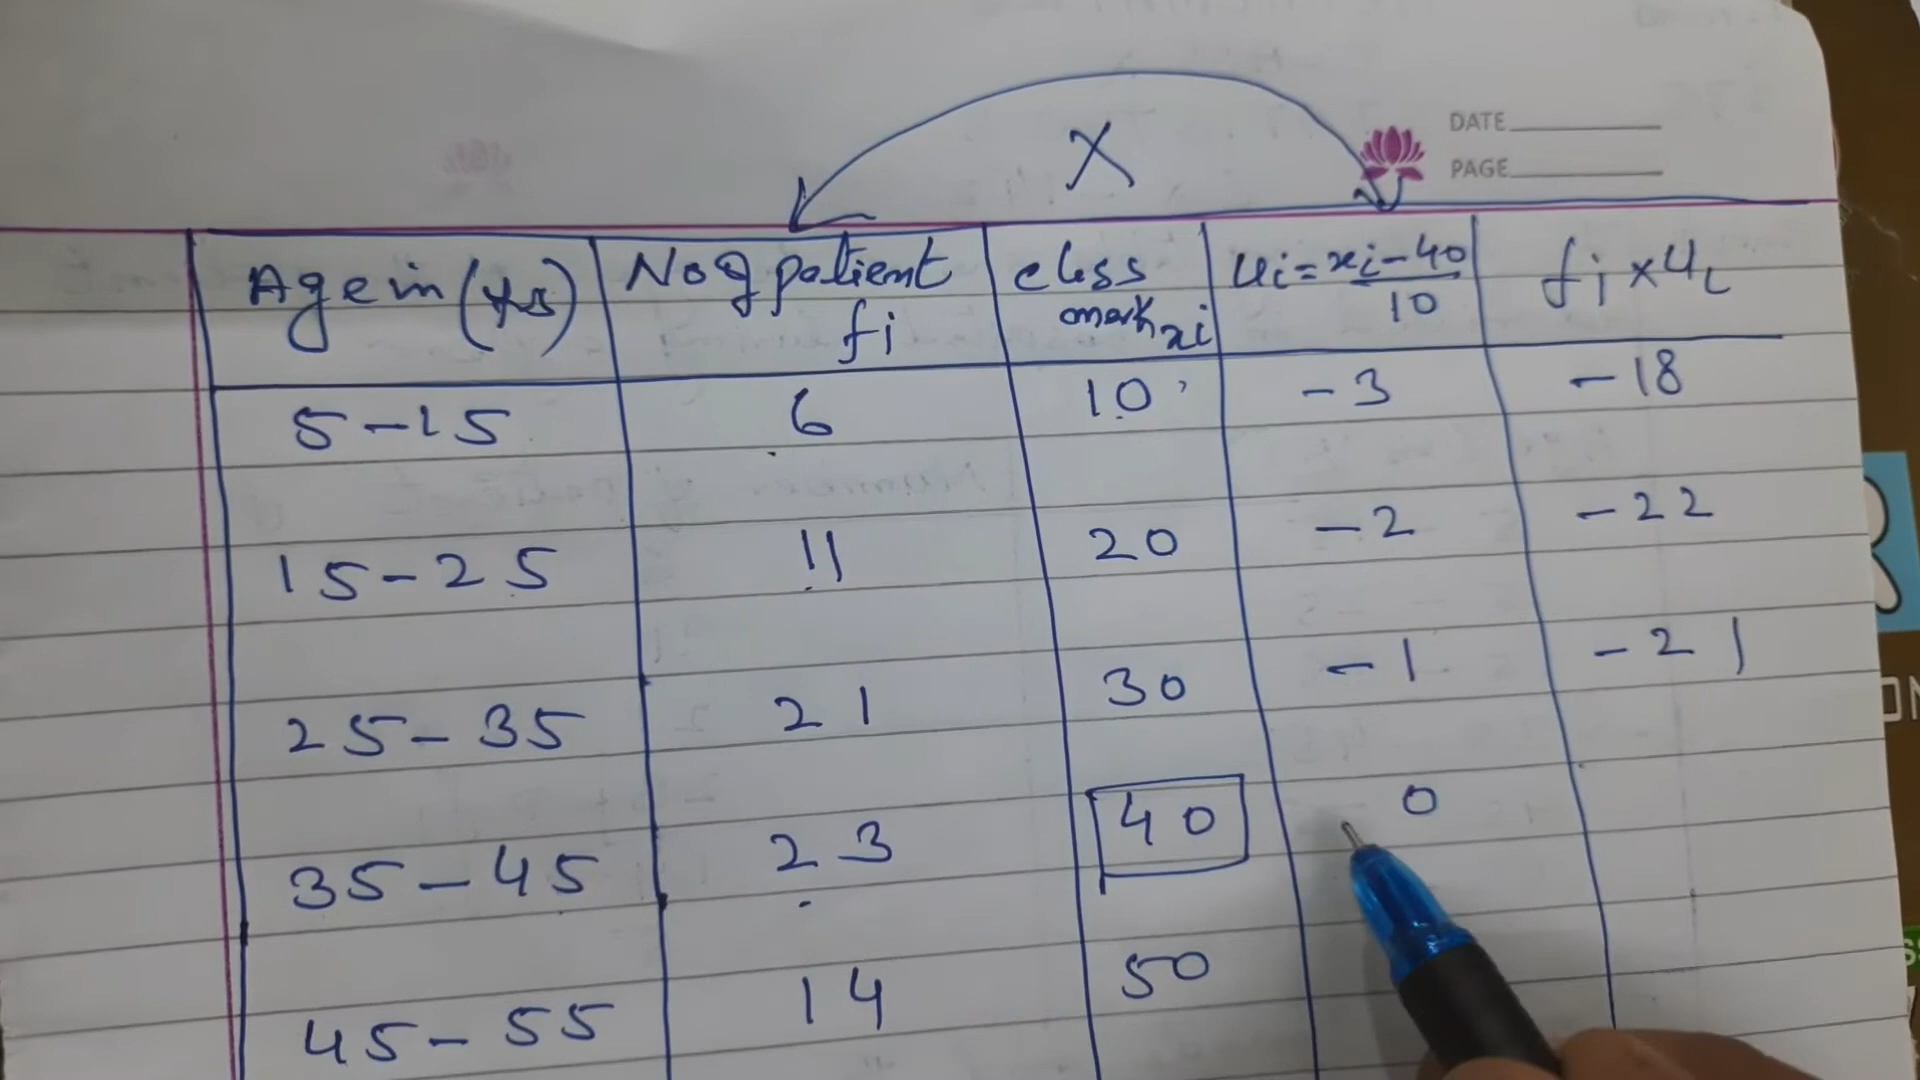 X
DATE
PAGE
Age in (Yrs) No of patient fi class mark xi ui = xi - 40 / 10 fi × ui
5-15 6 10 -3 -18
15-25 11 20 -2 -22
25-35 21 30 -1 -21
35-45 23 40 0
45-55 14 50